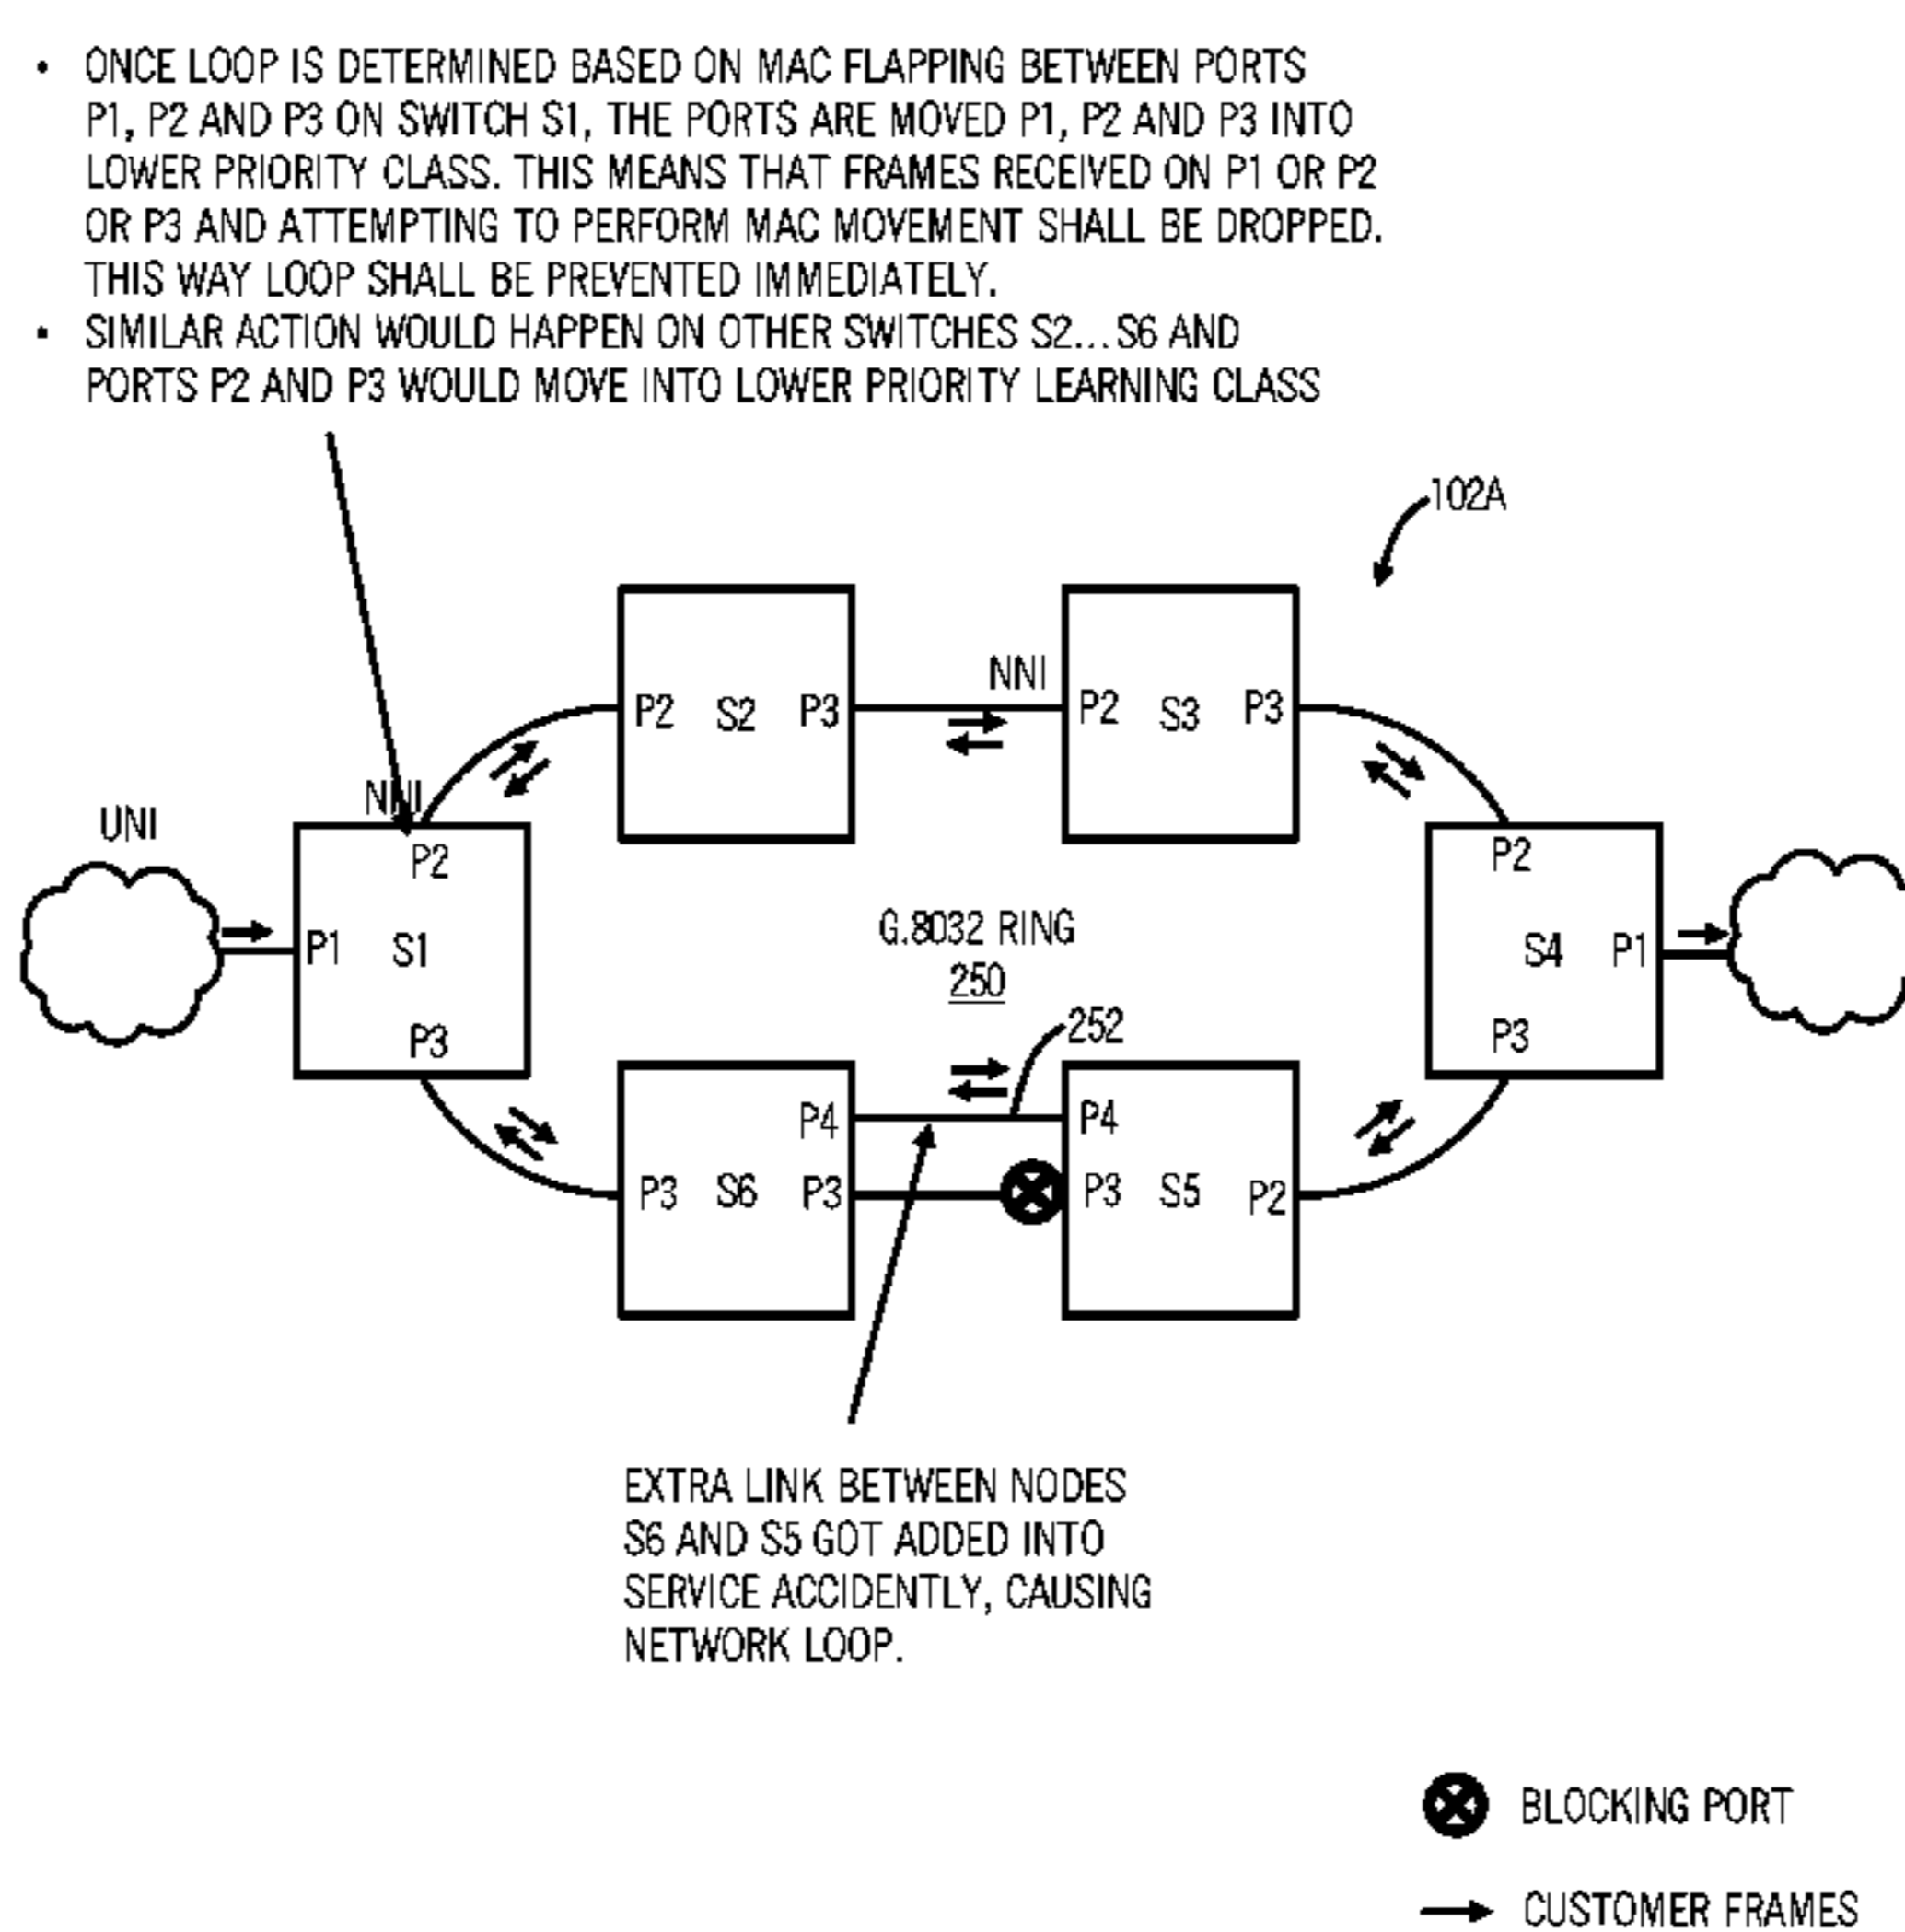 • ONCE LOOP IS DETERMINED BASED ON MAC FLAPPING BETWEEN PORTS
P1, P2 AND P3 ON SWITCH S1, THE PORTS ARE MOVED P1, P2 AND P3 INTO
LOWER PRIORITY CLASS. THIS MEANS THAT FRAMES RECEIVED ON P1 OR P2
OR P3 AND ATTEMPTING TO PERFORM MAC MOVEMENT SHALL BE DROPPED.
THIS WAY LOOP SHALL BE PREVENTED IMMEDIATELY.
• SIMILAR ACTION WOULD HAPPEN ON OTHER SWITCHES S2...S6 AND
PORTS P2 AND P3 WOULD MOVE INTO LOWER PRIORITY LEARNING CLASS
102A
NNI
P2 S2 P3
P2 S3 P3
NNI
UNI
P2
P1 S1
P3
P2
S4 P1
P3
G.8032 RING
250
252
P4
P3 S6 P3
P4
P3 S5 P2
EXTRA LINK BETWEEN NODES
S6 AND S5 GOT ADDED INTO
SERVICE ACCIDENTLY, CAUSING
NETWORK LOOP.
BLOCKING PORT
CUSTOMER FRAMES